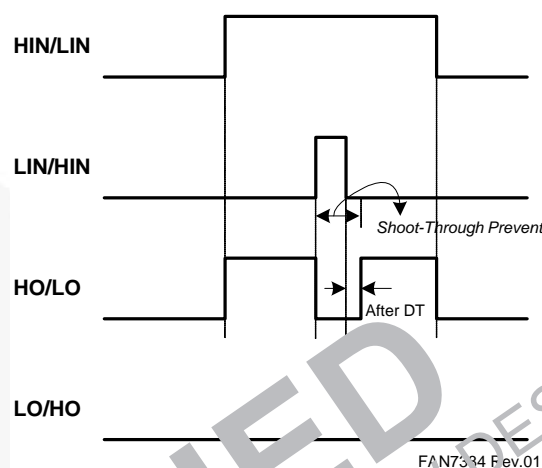 HIN/LIN
LIN/HIN
Shoot-Through Prevent
HO/LO
After DT
LO/HO
FAN7384 Rev.01